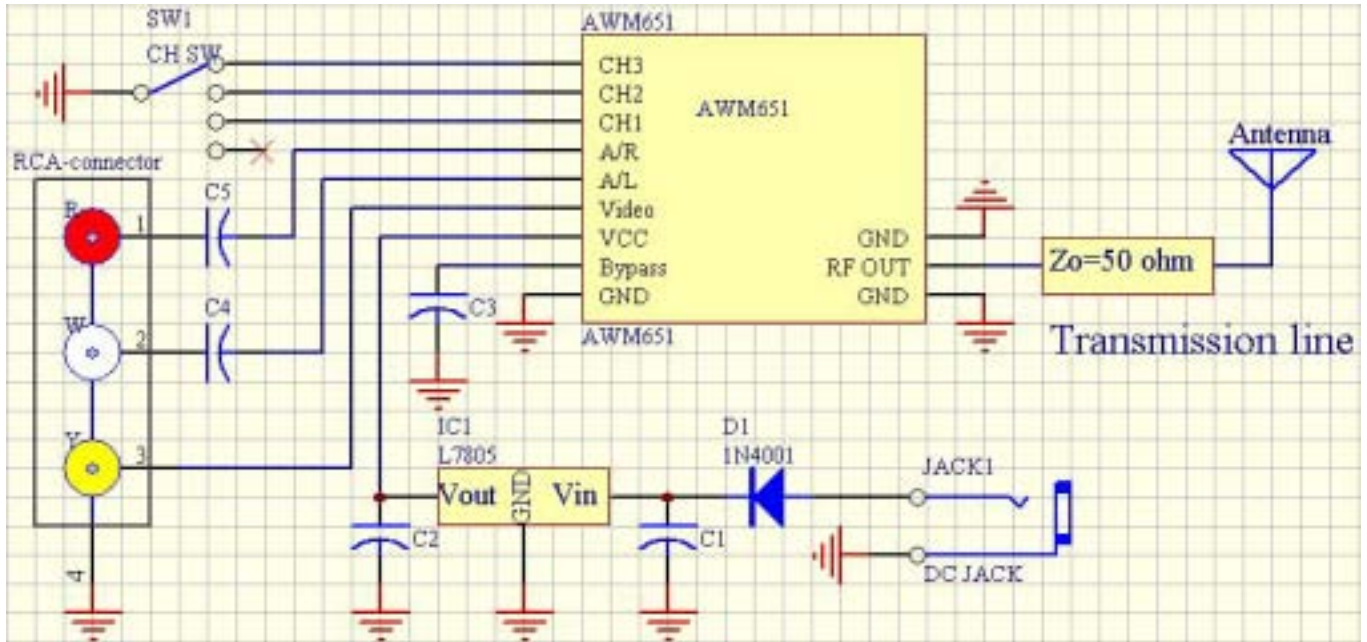 SW1
CH SW
AWM651
CH3
CH2
CH1
A/R
A/L
Video
VCC
Bypass
GND
AWM651
GND
RF OUT
GND
AWM651
Antenna
Zo=50 ohm
Transmission line
RCA-connector
R
1
W
2
Y
3
4
C5
C4
C3
IC1
L7805
Vout
GND
Vin
C2
C1
D1
1N4001
JACK1
DC JACK